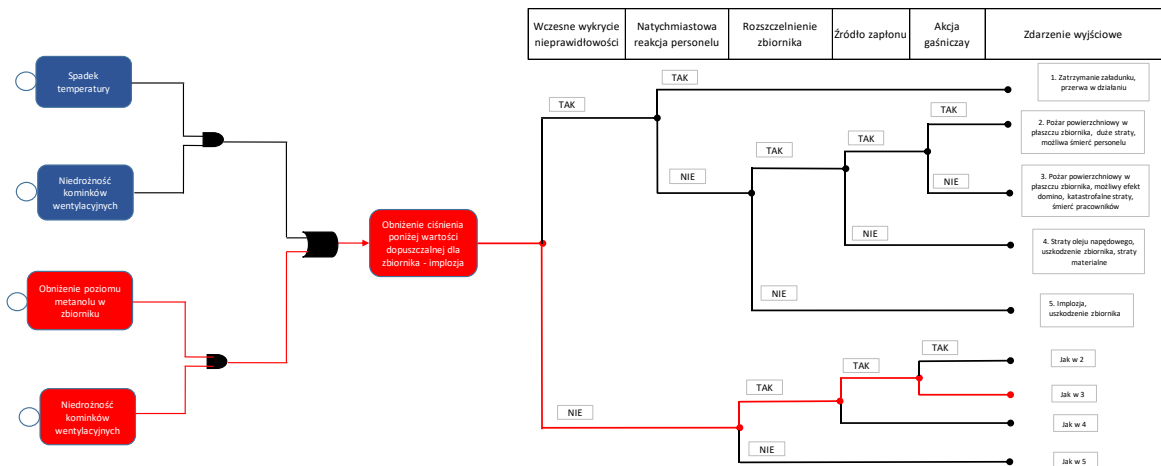 Wczesne wykrycie
nieprawidłowości
Natychmiastowa
reakcja personelu
Rozszczelnienie
zbiornika
Źródło zapłonu
Akcja
gaśniczay
Zdarzenie wyjściowe
Spadek
temperatury
Niedrożność
kominków
wentylacyjnych
Obniżenie poziomu
metanolu w
zbiorniku
Niedrożność
kominków
wentylacyjnych
Obniżenie ciśnienia
poniżej wartości
dopuszczalnej dla
zbiornika - implozja
TAK
TAK
1. Zatrzymanie załadunku,
przerwa w działaniu
NIE
TAK
TAK
TAK
2. Pożar powierzchniowy w
płaszczu zbiornika, duże straty,
możliwa śmierć personelu
NIE
3. Pożar powierzchniowy w
płaszczu zbiornika, możliwy efekt
domino, katastrofalne straty,
śmierć pracowników
NIE
4. Straty oleju napędowego,
uszkodzenie zbiornika, straty
materialne
NIE
5. Implozja,
uszkodzenie zbiornika
NIE
TAK
TAK
TAK
Jak w 2
NIE
Jak w 3
NIE
Jak w 4
NIE
Jak w 5